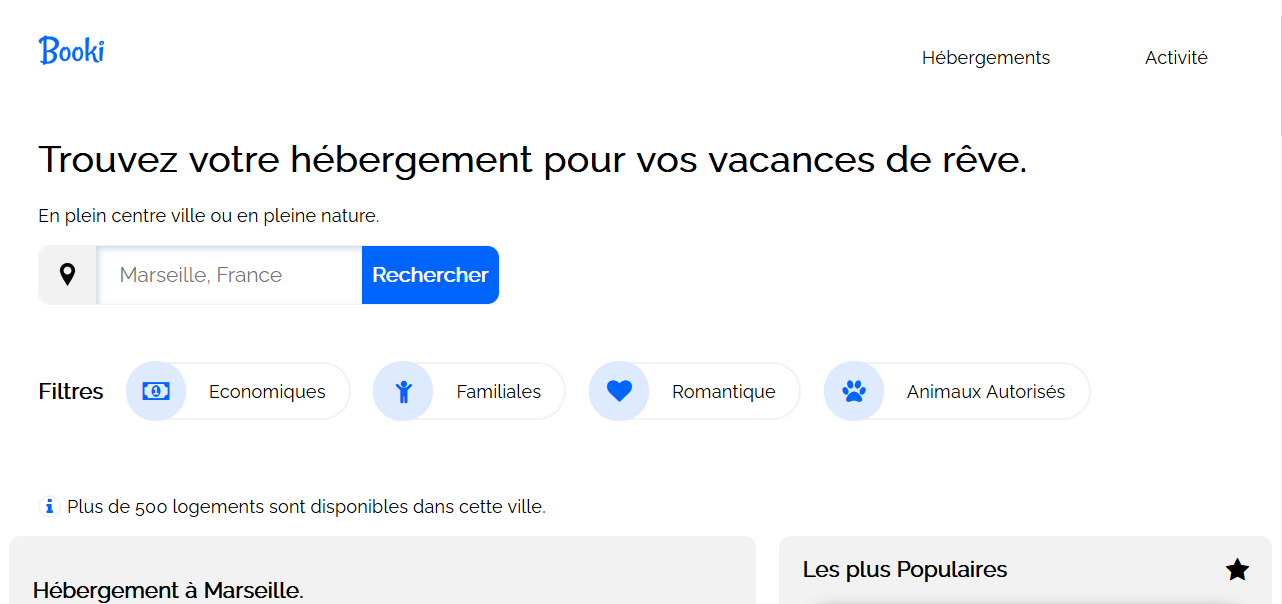 Booki
Hébergements
Activité
Trouvez votre hébergement pour vos vacances de rêve.
En plein centre ville ou en pleine nature.
Marseille, France
Rechercher
Filtres
Economiques
Familiales
Romantique
Animaux Autorisés
Plus de 500 logements sont disponibles dans cette ville.
Hébergement à Marseille.
Les plus Populaires